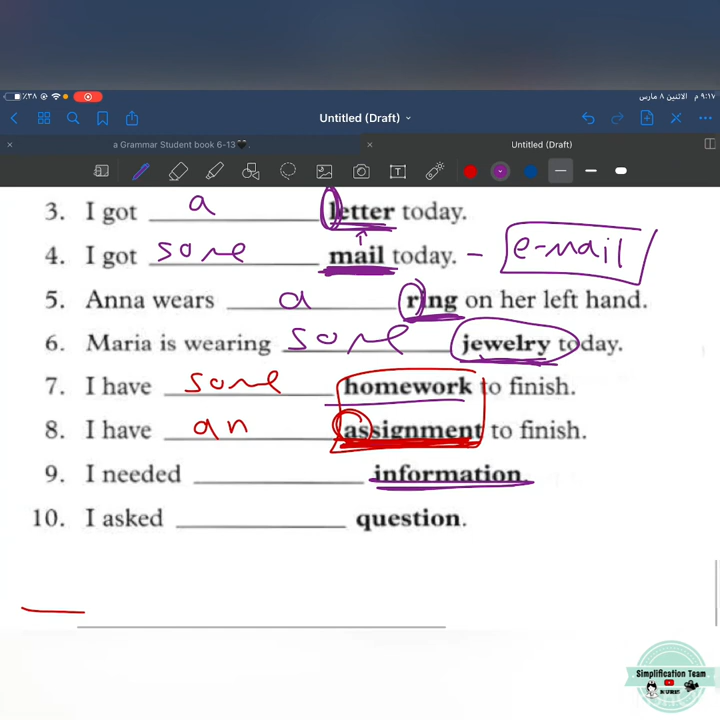 ٪٣٨ ٩:١٧ م الاثنين ٨ مارس
Untitled (Draft)
a Grammar Student book 6-13🖤 Untitled (Draft)
3. I got a letter today.
4. I got some mail today. - e-mail
5. Anna wears a ring on her left hand.
6. Maria is wearing some jewelry today.
7. I have some homework to finish.
8. I have an assignment to finish.
9. I needed ____________ information.
10. I asked ____________ question.
Simplification Team